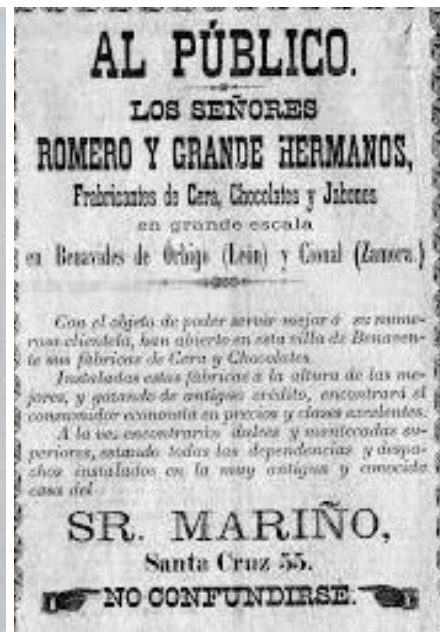 AL PÚBLICO.
LOS SEÑORES
ROMERO Y GRANDE HERMANOS,
Frabricantes de Cera, Chocolates y Jabones
en grande escala
en Benavides de Órbigo (León) y Cional (Zamora.)
Con el objeto de poder servir mejor á su nume-
rosa clientela, han abierto en esta villa de Benaven-
te sus fábricas de Cera y Chocolates.
Instaladas estas fábricas á la altura de las me-
jores, y gozando de antiguo crédito, encontrará el
consumidor economía en precios y clases excelentes.
A la vez encontrarán dulces y mantecadas su-
periores, estando todas las dependencias y despa-
chos instalados en la muy antigua y conocida
casa del
SR. MARIÑO,
Santa Cruz 55.
NO CONFUNDIRSE.